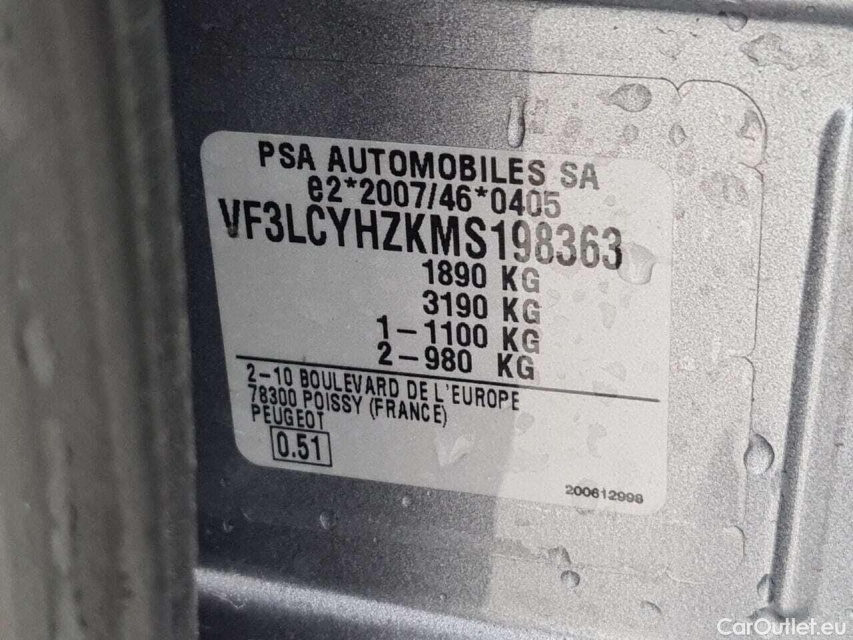 PSA AUTOMOBILES SA
e2*2007/46*0405
VF3LCYHZKMS198363
1890 KG
3190 KG
1-1100 KG
2-980 KG
2-10 BOULEVARD DE L'EUROPE
78300 POISSY (FRANCE)
PEUGEOT
0.51
200612998
CarOutlet.eu